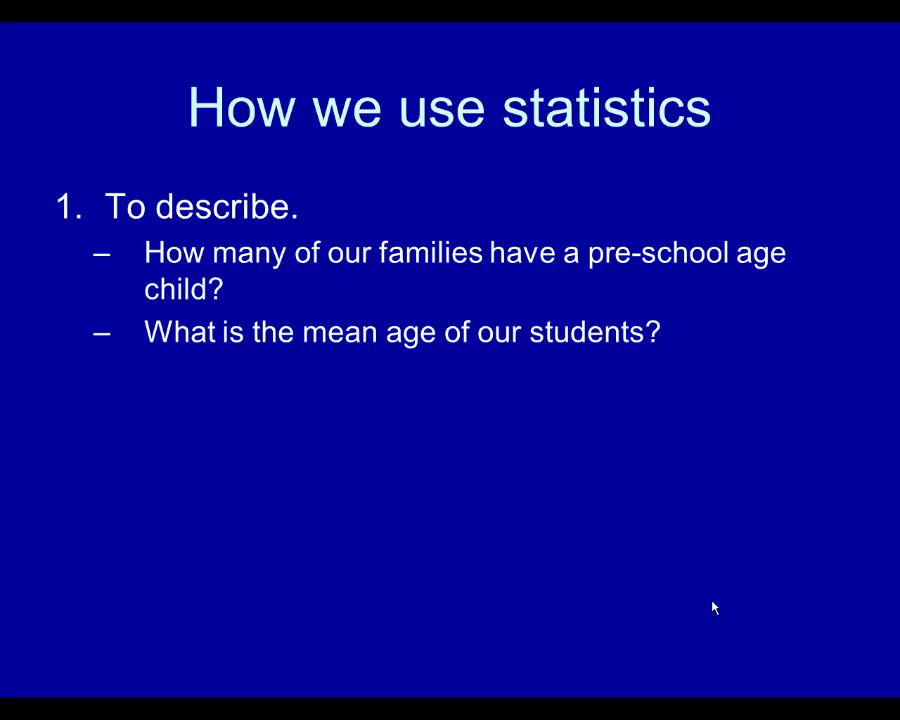 How we use statistics
1. To describe.
– How many of our families have a pre-school age
child?
– What is the mean age of our students?